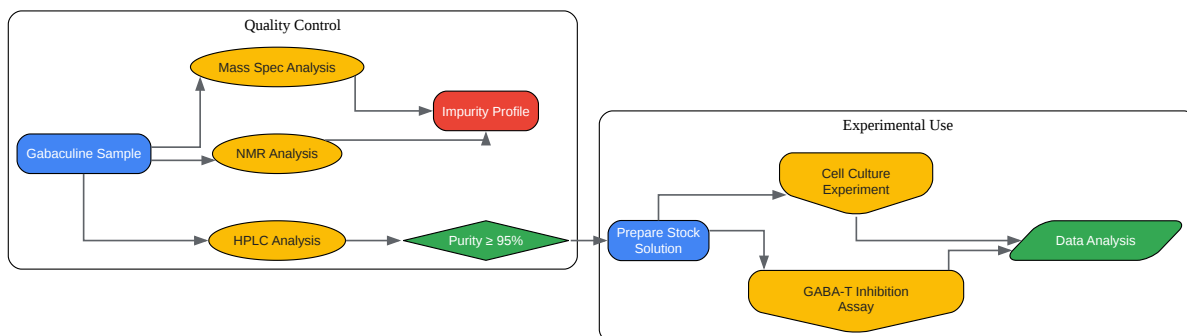 Quality Control
Mass Spec Analysis
Impurity Profile
Gabaculine Sample
NMR Analysis
HPLC Analysis
Purity ≥ 95%
Experimental Use
Cell Culture
Experiment
Prepare Stock
Solution
Data Analysis
GABA-T Inhibition
Assay